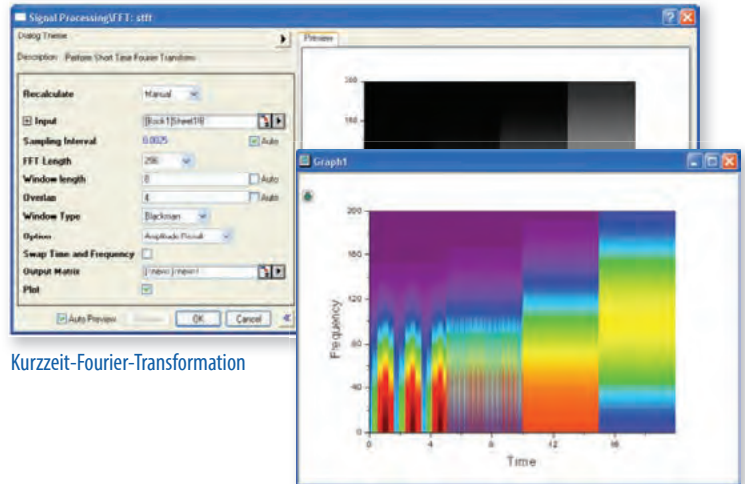 Signal Processing\FFT: stft
Dialog Theme
Description Perform Short Time Fourier Transform
Recalculate Manual
Input [Book1]Sheet1!B
Sampling Interval 0.0025 Auto
FFT Length 256
Window length 8 Auto
Overlap 4 Auto
Window Type Blackman
Option Amplitude Result
Swap Time and Frequency
Output Matrix
Plot
Auto Preview OK Cancel
Preview
200
160
Graph1
200
160
120
80
40
0
Frequency
0 4 8 12 16
Time
Kurzzeit-Fourier-Transformation